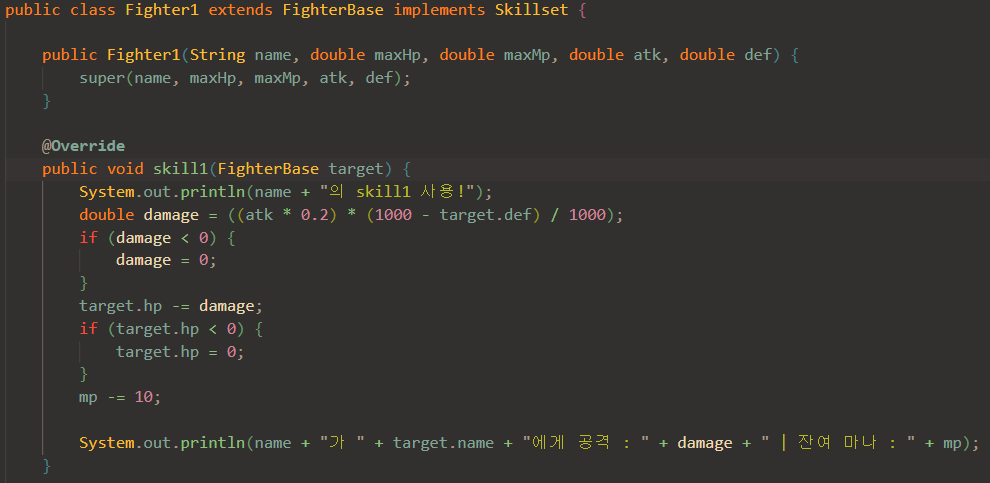 public class Fighter1 extends FighterBase implements Skillset {
public Fighter1(String name, double maxHp, double maxMp, double atk, double def) {
super(name, maxHp, maxMp, atk, def);
}
@Override
public void skill1(FighterBase target) {
System.out.println(name + "의 skill1 사용!");
double damage = ((atk * 0.2) * (1000 - target.def) / 1000);
if (damage < 0) {
damage = 0;
}
target.hp -= damage;
if (target.hp < 0) {
target.hp = 0;
}
mp -= 10;
System.out.println(name + "가 " + target.name + "에게 공격 : " + damage + " | 잔여 마나 : " + mp);
}